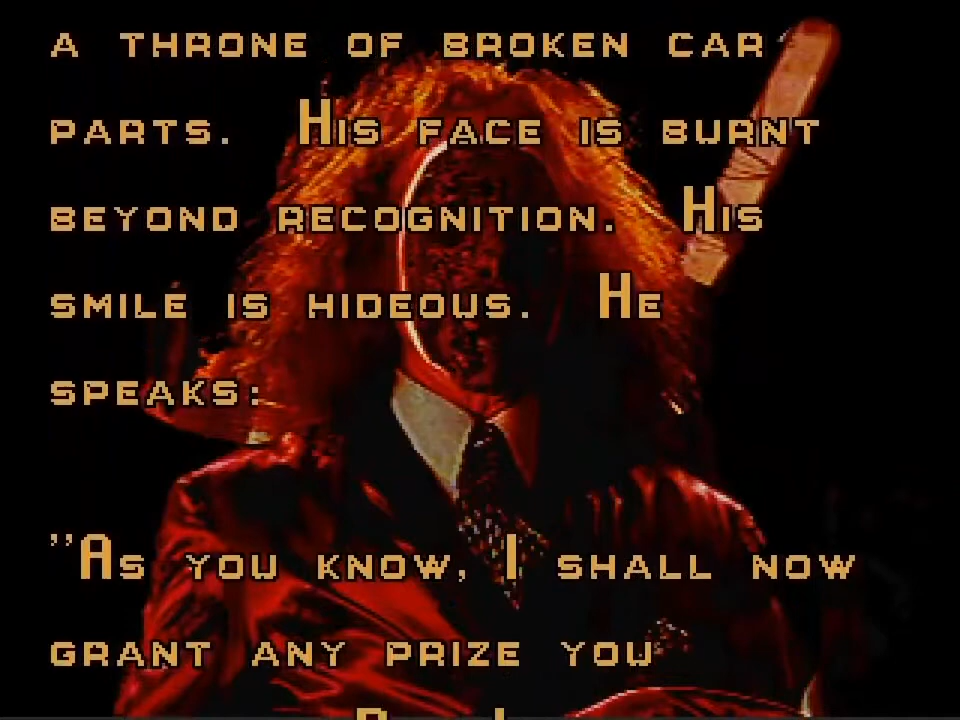 A THRONE OF BROKEN CAR
PARTS. HIS FACE IS BURNT
BEYOND RECOGNITION. HIS
SMILE IS HIDEOUS. HE
SPEAKS:
"AS YOU KNOW, I SHALL NOW
GRANT ANY PRIZE YOU